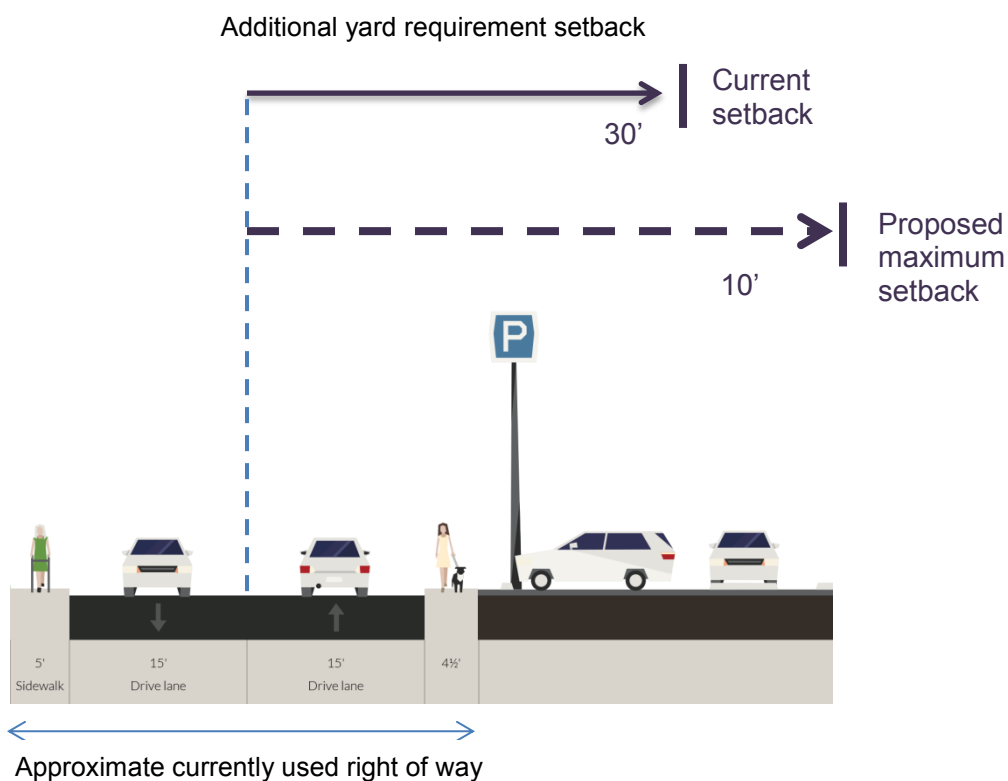 Additional yard requirement setback
Current
setback
30’
Proposed
maximum
setback
10’
P
5'
Sidewalk
15'
Drive lane
15'
Drive lane
4½'
Approximate currently used right of way